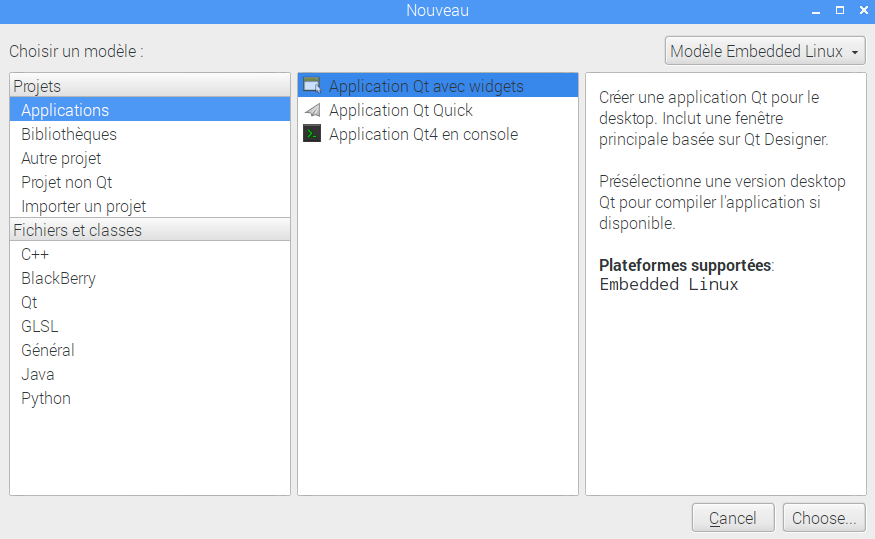 Nouveau
Choisir un modèle :
Modèle Embedded Linux
Projets
Applications
Bibliothèques
Autre projet
Projet non Qt
Importer un projet
Fichiers et classes
C++
BlackBerry
Qt
GLSL
Général
Java
Python
Application Qt avec widgets
Application Qt Quick
Application Qt4 en console
Créer une application Qt pour le
desktop. Inclut une fenêtre
principale basée sur Qt Designer.
Présélectionne une version desktop
Qt pour compiler l'application si
disponible.
Plateformes supportées:
Embedded Linux
Cancel
Choose...